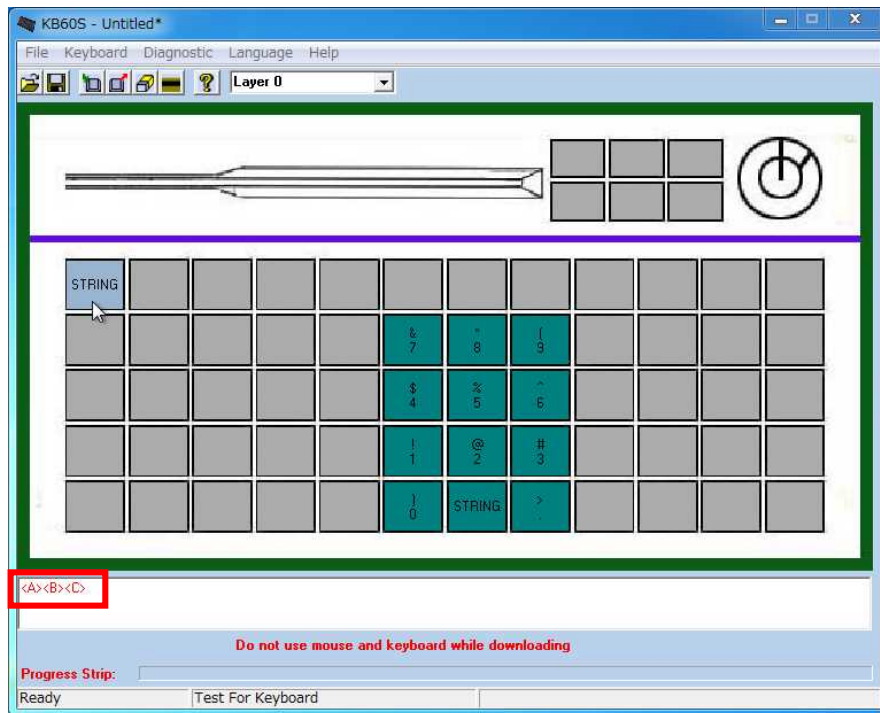 KB60S - Untitled*
File Keyboard Diagnostic Language Help
Layer 0
STRING
& * (
7 8 9
$ % ^
4 5 6
! @ #
1 2 3
) STRING >
0 .
<A><B><C>
Do not use mouse and keyboard while downloading
Progress Strip:
Ready Test For Keyboard